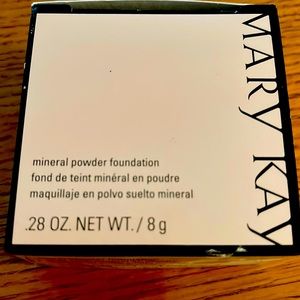 MARY KAY
mineral powder foundation
fond de teint minéral en poudre
maquillaje en polvo suelto mineral
.28 OZ. NET WT. / 8 g